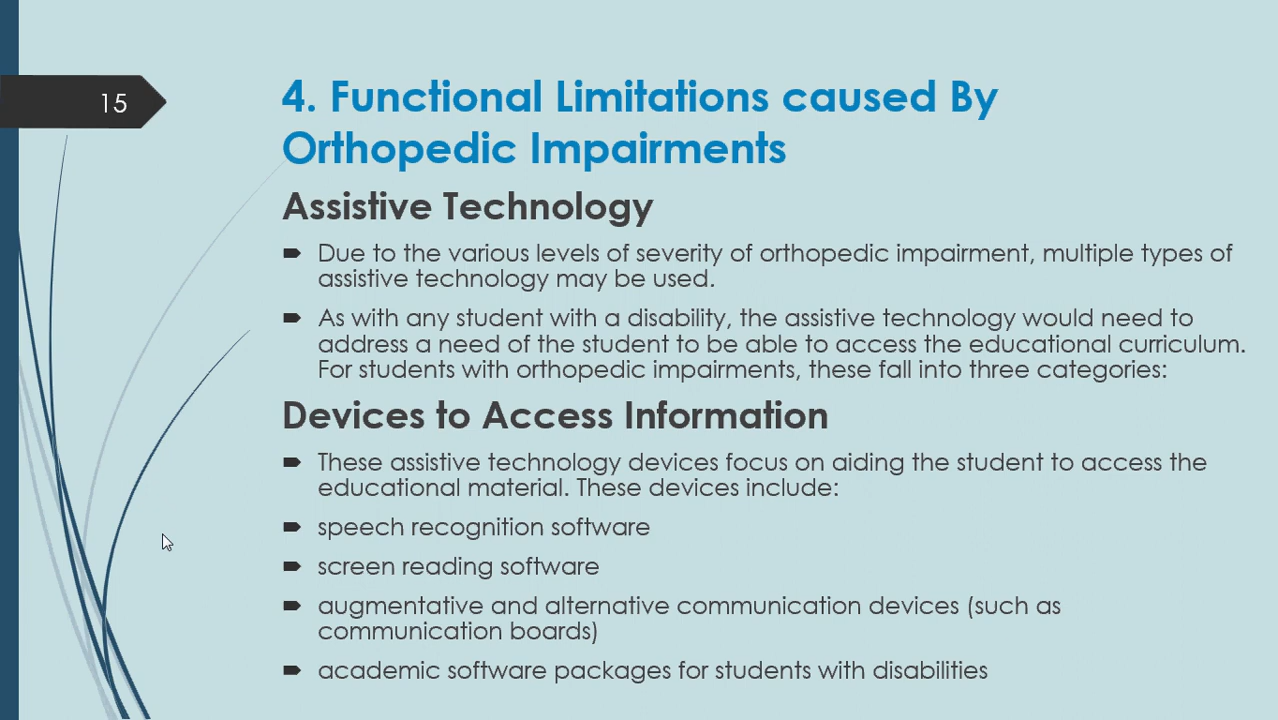 15
4. Functional Limitations caused By
Orthopedic Impairments
Assistive Technology
Due to the various levels of severity of orthopedic impairment, multiple types of
assistive technology may be used.
As with any student with a disability, the assistive technology would need to
address a need of the student to be able to access the educational curriculum.
For students with orthopedic impairments, these fall into three categories:
Devices to Access Information
These assistive technology devices focus on aiding the student to access the
educational material. These devices include:
speech recognition software
screen reading software
augmentative and alternative communication devices (such as
communication boards)
academic software packages for students with disabilities